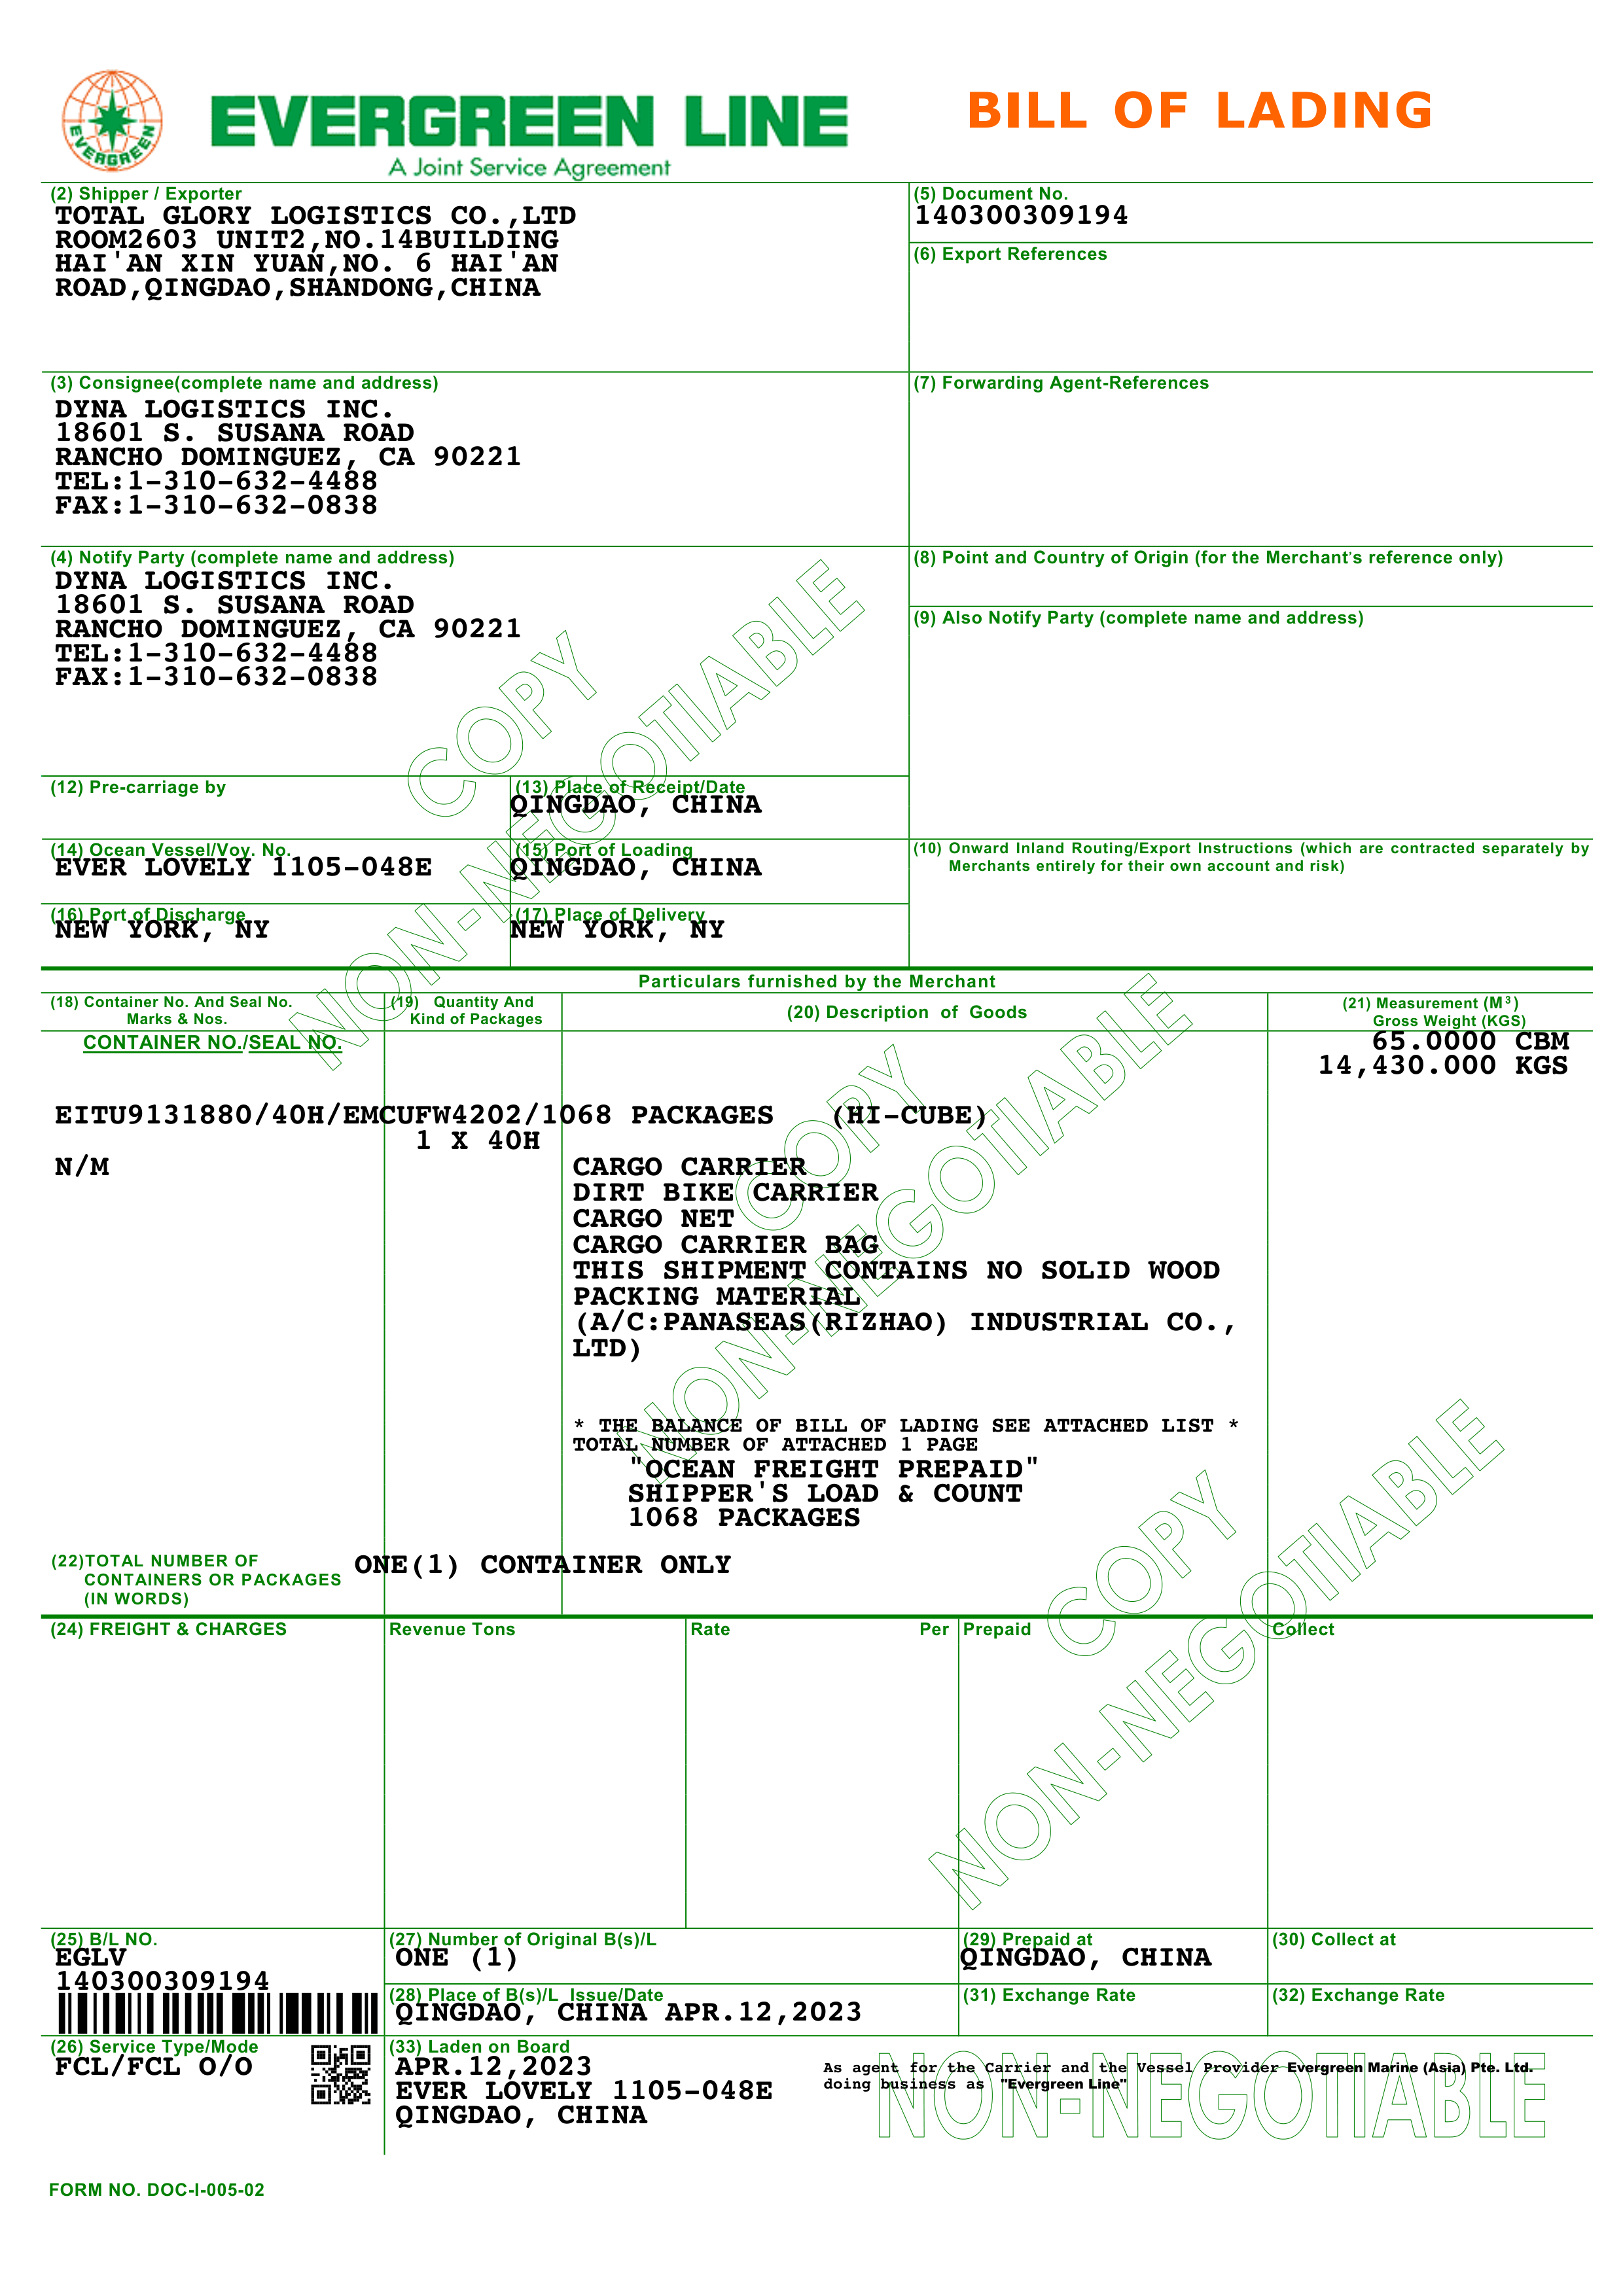 EVERGREEN
EVERGREEN LINE
A Joint Service Agreement
BILL OF LADING
(2) Shipper / Exporter
TOTAL GLORY LOGISTICS CO.,LTD
ROOM2603 UNIT2,NO.14BUILDING
HAI'AN XIN YUAN,NO. 6 HAI'AN
ROAD,QINGDAO,SHANDONG,CHINA
(5) Document No.
140300309194
(6) Export References
(3) Consignee(complete name and address)
DYNA LOGISTICS INC.
18601 S. SUSANA ROAD
RANCHO DOMINGUEZ, CA 90221
TEL:1-310-632-4488
FAX:1-310-632-0838
(7) Forwarding Agent-References
(4) Notify Party (complete name and address)
DYNA LOGISTICS INC.
18601 S. SUSANA ROAD
RANCHO DOMINGUEZ, CA 90221
TEL:1-310-632-4488
FAX:1-310-632-0838
(8) Point and Country of Origin (for the Merchant's reference only)
(9) Also Notify Party (complete name and address)
COPY
NON-NEGOTIABLE
(12) Pre-carriage by
(13) Place of Receipt/Date
QINGDAO, CHINA
(14) Ocean Vessel/Voy. No.
EVER LOVELY 1105-048E
(15) Port of Loading
QINGDAO, CHINA
(10) Onward Inland Routing/Export Instructions (which are contracted separately by
Merchants entirely for their own account and risk)
(16) Port of Discharge
NEW YORK, NY
(17) Place of Delivery
NEW YORK, NY
Particulars furnished by the Merchant
(18) Container No. And Seal No.
Marks & Nos.
(19) Quantity And
Kind of Packages
(20) Description of Goods
(21) Measurement (M³)
Gross Weight (KGS)
CONTAINER NO./SEAL NO.
65.0000 CBM
14,430.000 KGS
EITU9131880/40H/EMCUFW4202/1068 PACKAGES (HI-CUBE)
1 X 40H
N/M
CARGO CARRIER
DIRT BIKE CARRIER
CARGO NET
CARGO CARRIER BAG
THIS SHIPMENT CONTAINS NO SOLID WOOD
PACKING MATERIAL
(A/C:PANASEAS(RIZHAO) INDUSTRIAL CO.,
LTD)
COPY
NON-NEGOTIABLE
* THE BALANCE OF BILL OF LADING SEE ATTACHED LIST *
TOTAL NUMBER OF ATTACHED 1 PAGE
"OCEAN FREIGHT PREPAID"
SHIPPER'S LOAD & COUNT
1068 PACKAGES
(22)TOTAL NUMBER OF
CONTAINERS OR PACKAGES
(IN WORDS)
ONE(1) CONTAINER ONLY
COPY
NON-NEGOTIABLE
(24) FREIGHT & CHARGES
Revenue Tons
Rate
Per
Prepaid
Collect
(25) B/L NO.
EGLV
140300309194
(27) Number of Original B(s)/L
ONE (1)
(29) Prepaid at
QINGDAO, CHINA
(30) Collect at
(28) Place of B(s)/L Issue/Date
QINGDAO, CHINA APR.12,2023
(31) Exchange Rate
(32) Exchange Rate
(26) Service Type/Mode
FCL/FCL O/O
(33) Laden on Board
APR.12,2023
EVER LOVELY 1105-048E
QINGDAO, CHINA
As agent for the Carrier and the Vessel Provider Evergreen Marine (Asia) Pte. Ltd.
doing business as "Evergreen Line"
NON-NEGOTIABLE
FORM NO. DOC-I-005-02